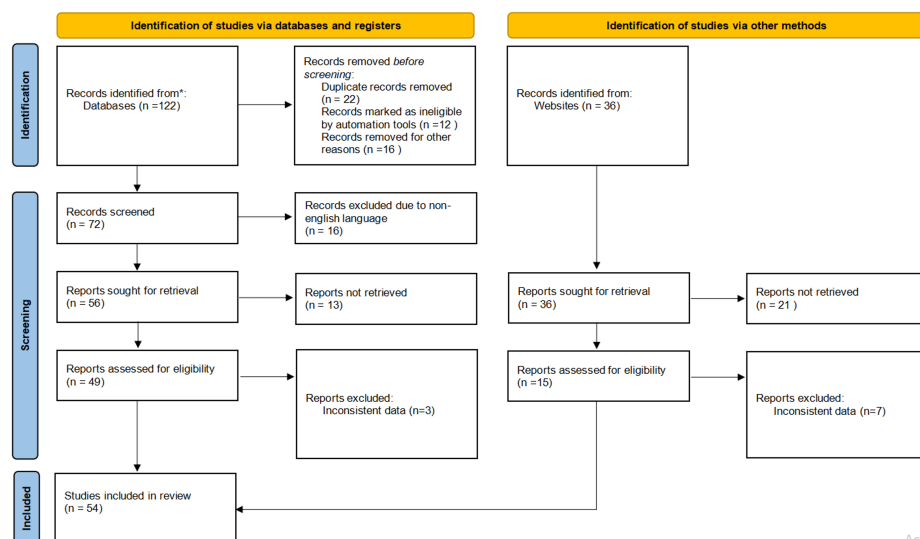 Identification of studies via databases and registers
Identification of studies via other methods
Identification
Records identified from*:
Databases (n =122)
Records removed before
screening:
Duplicate records removed
(n = 22)
Records marked as ineligible
by automation tools (n =12 )
Records removed for other
reasons (n =16 )
Records identified from:
Websites (n = 36)
Screening
Records screened
(n = 72)
Records excluded due to non-
english language
(n = 16)
Reports sought for retrieval
(n = 56)
Reports not retrieved
(n = 13)
Reports sought for retrieval
(n = 36)
Reports not retrieved
(n = 21 )
Reports assessed for eligibility
(n = 49)
Reports excluded:
Inconsistent data (n=3)
Reports assessed for eligibility
(n =15)
Reports excluded:
Inconsistent data (n=7)
Included
Studies included in review
(n = 54)